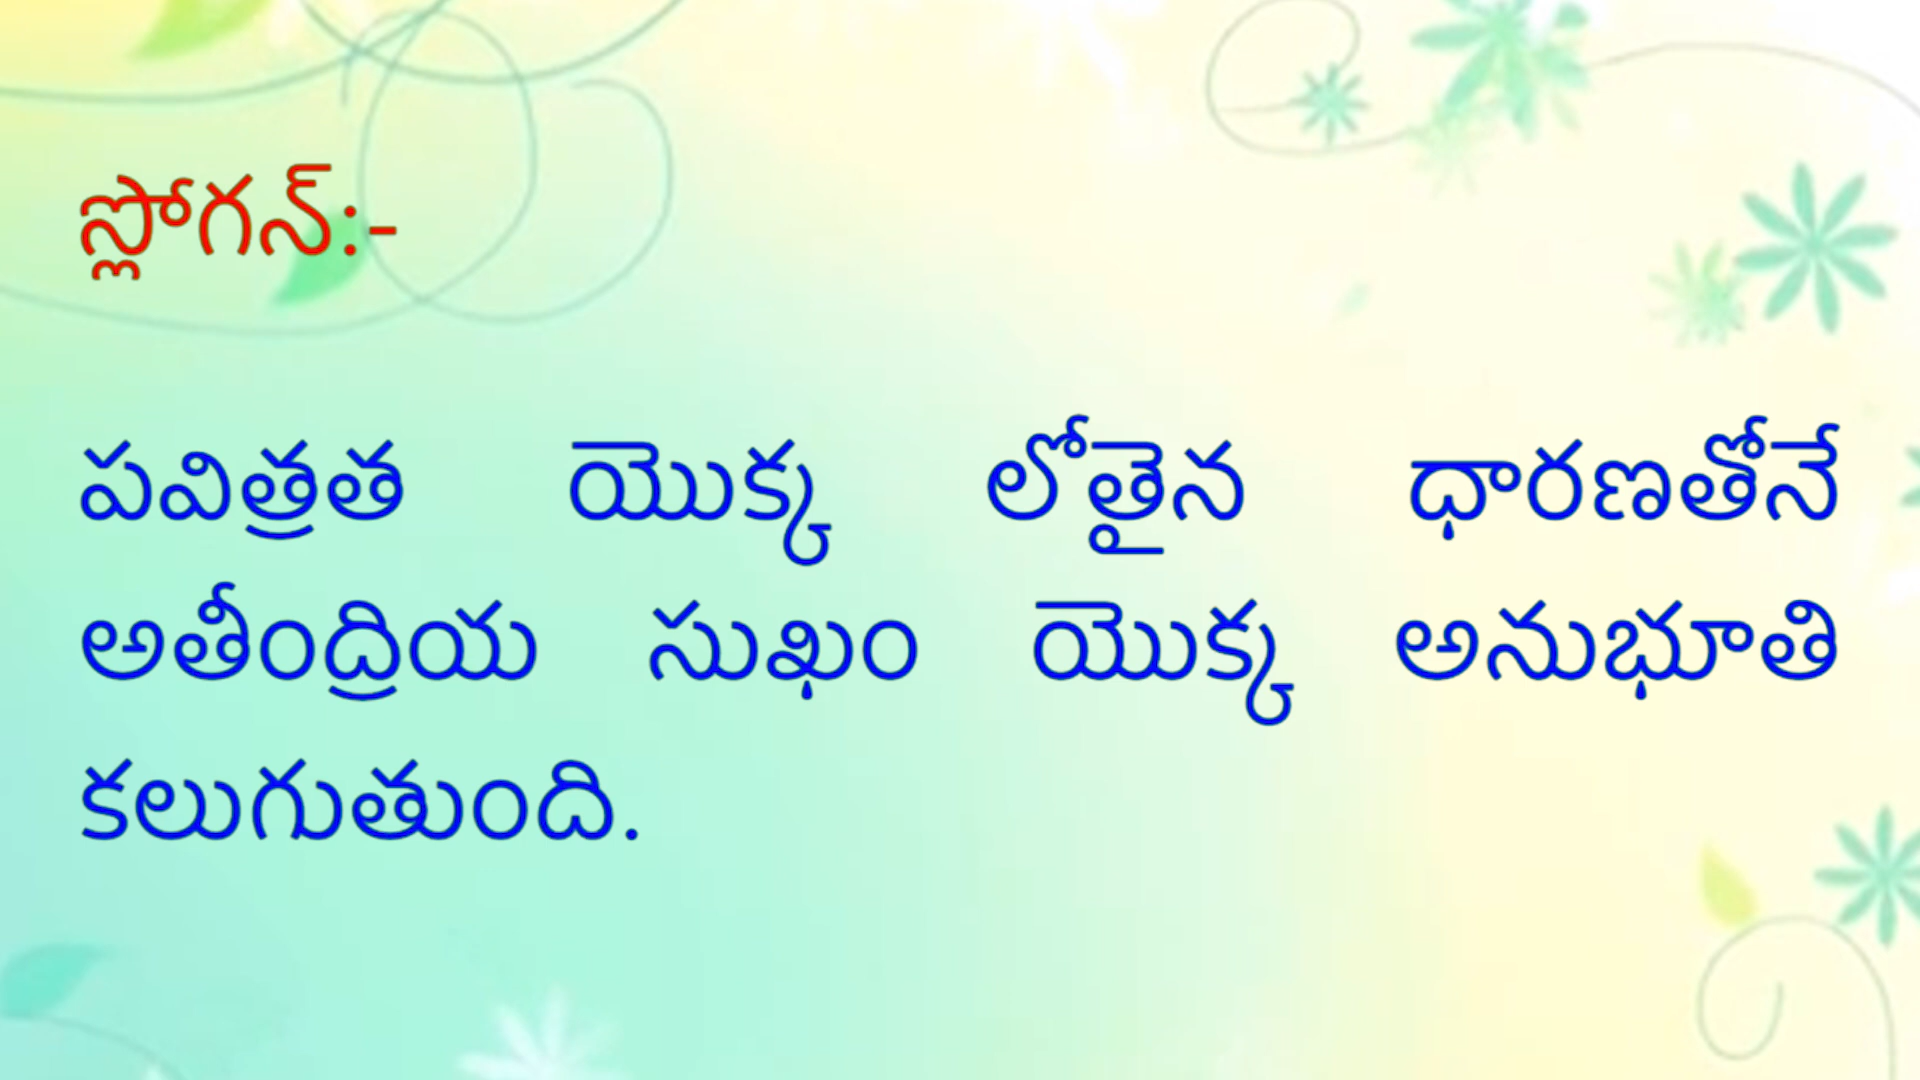 స్లోగన్:-
పవిత్రత యొక్క లోతైన ధారణతోనే
అతీంద్రియ సుఖం యొక్క అనుభూతి
కలుగుతుంది.